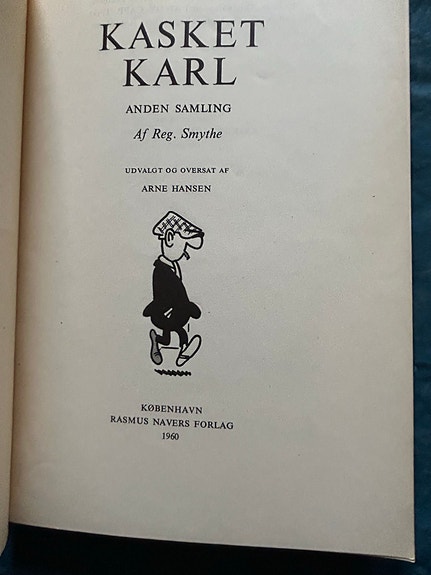 KASKET
KARL
ANDEN SAMLING
Af Reg. Smythe
UDVALGT OG OVERSAT AF
ARNE HANSEN
KØBENHAVN
RASMUS NAVERS FORLAG
1960